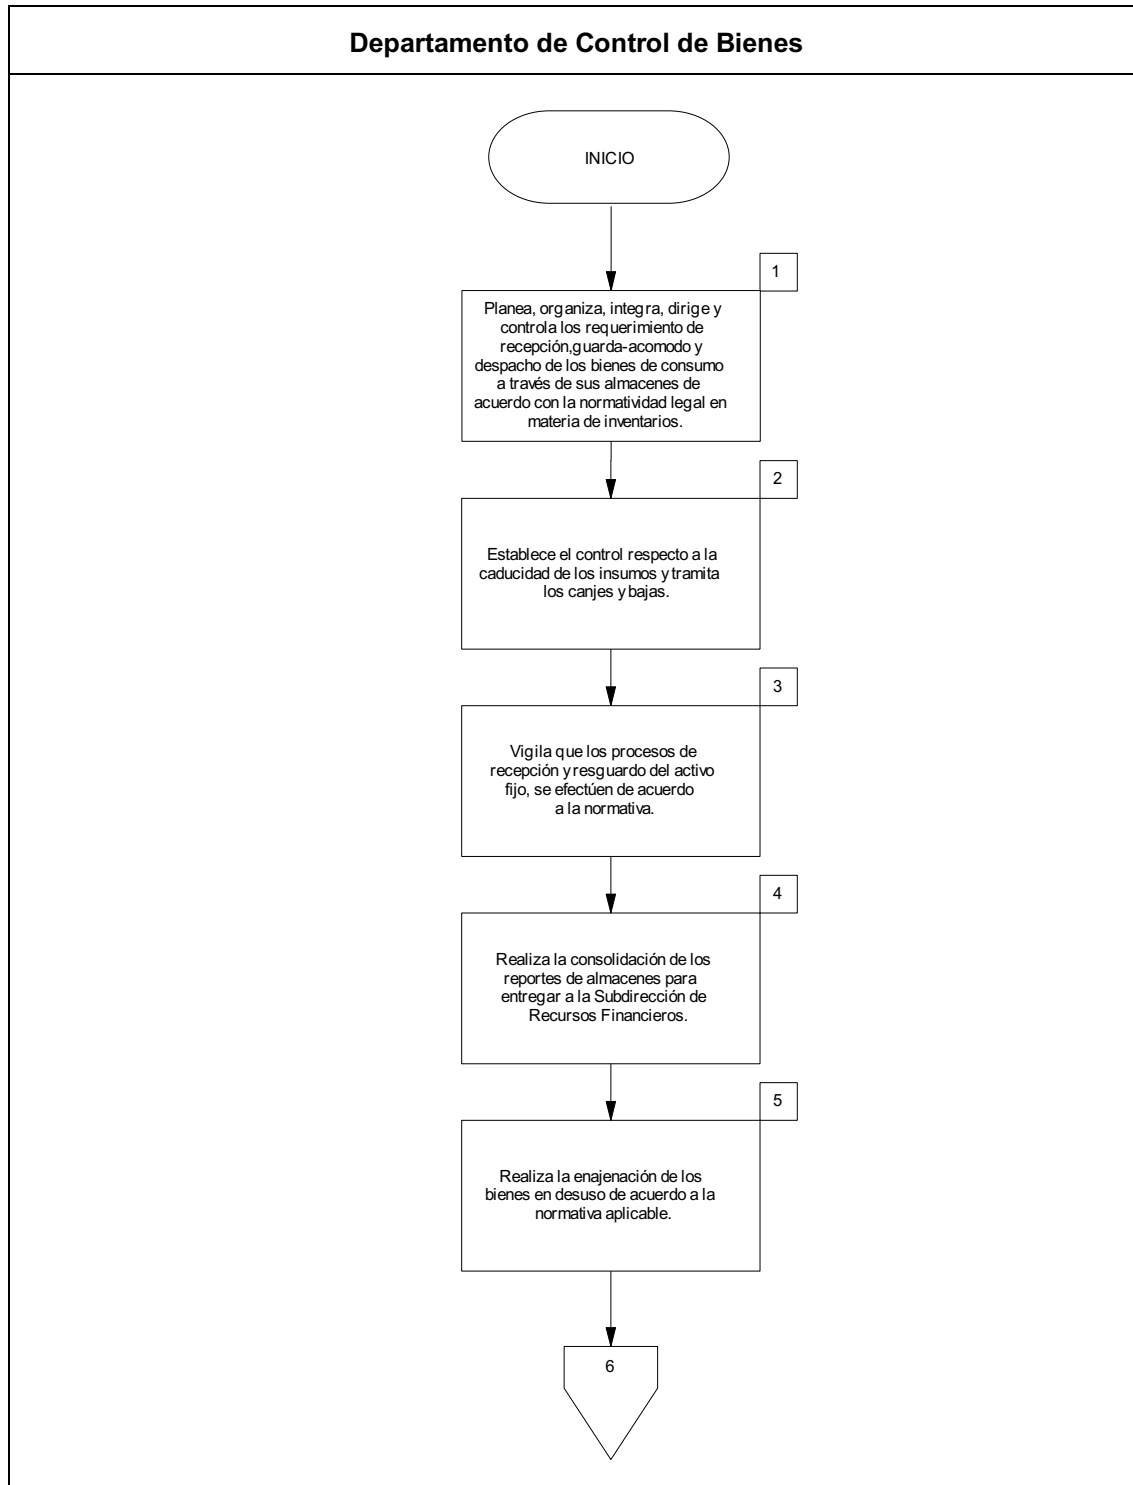 Departamento de Control de Bienes
INICIO
1
Planea, organiza, integra, dirige y
controla los requerimiento de
recepción,guarda-acomodo y
despacho de los bienes de consumo
a través de sus almacenes de
acuerdo con la normatividad legal en
materia de inventarios.
2
Establece el control respecto a la
caducidad de los insumos y tramita
los canjes y bajas.
3
Vigila que los procesos de
recepción y resguardo del activo
fijo, se efectúen de acuerdo
a la normativa.
4
Realiza la consolidación de los
reportes de almacenes para
entregar a la Subdirección de
Recursos Financieros.
5
Realiza la enajenación de los
bienes en desuso de acuerdo a la
normativa aplicable.
6